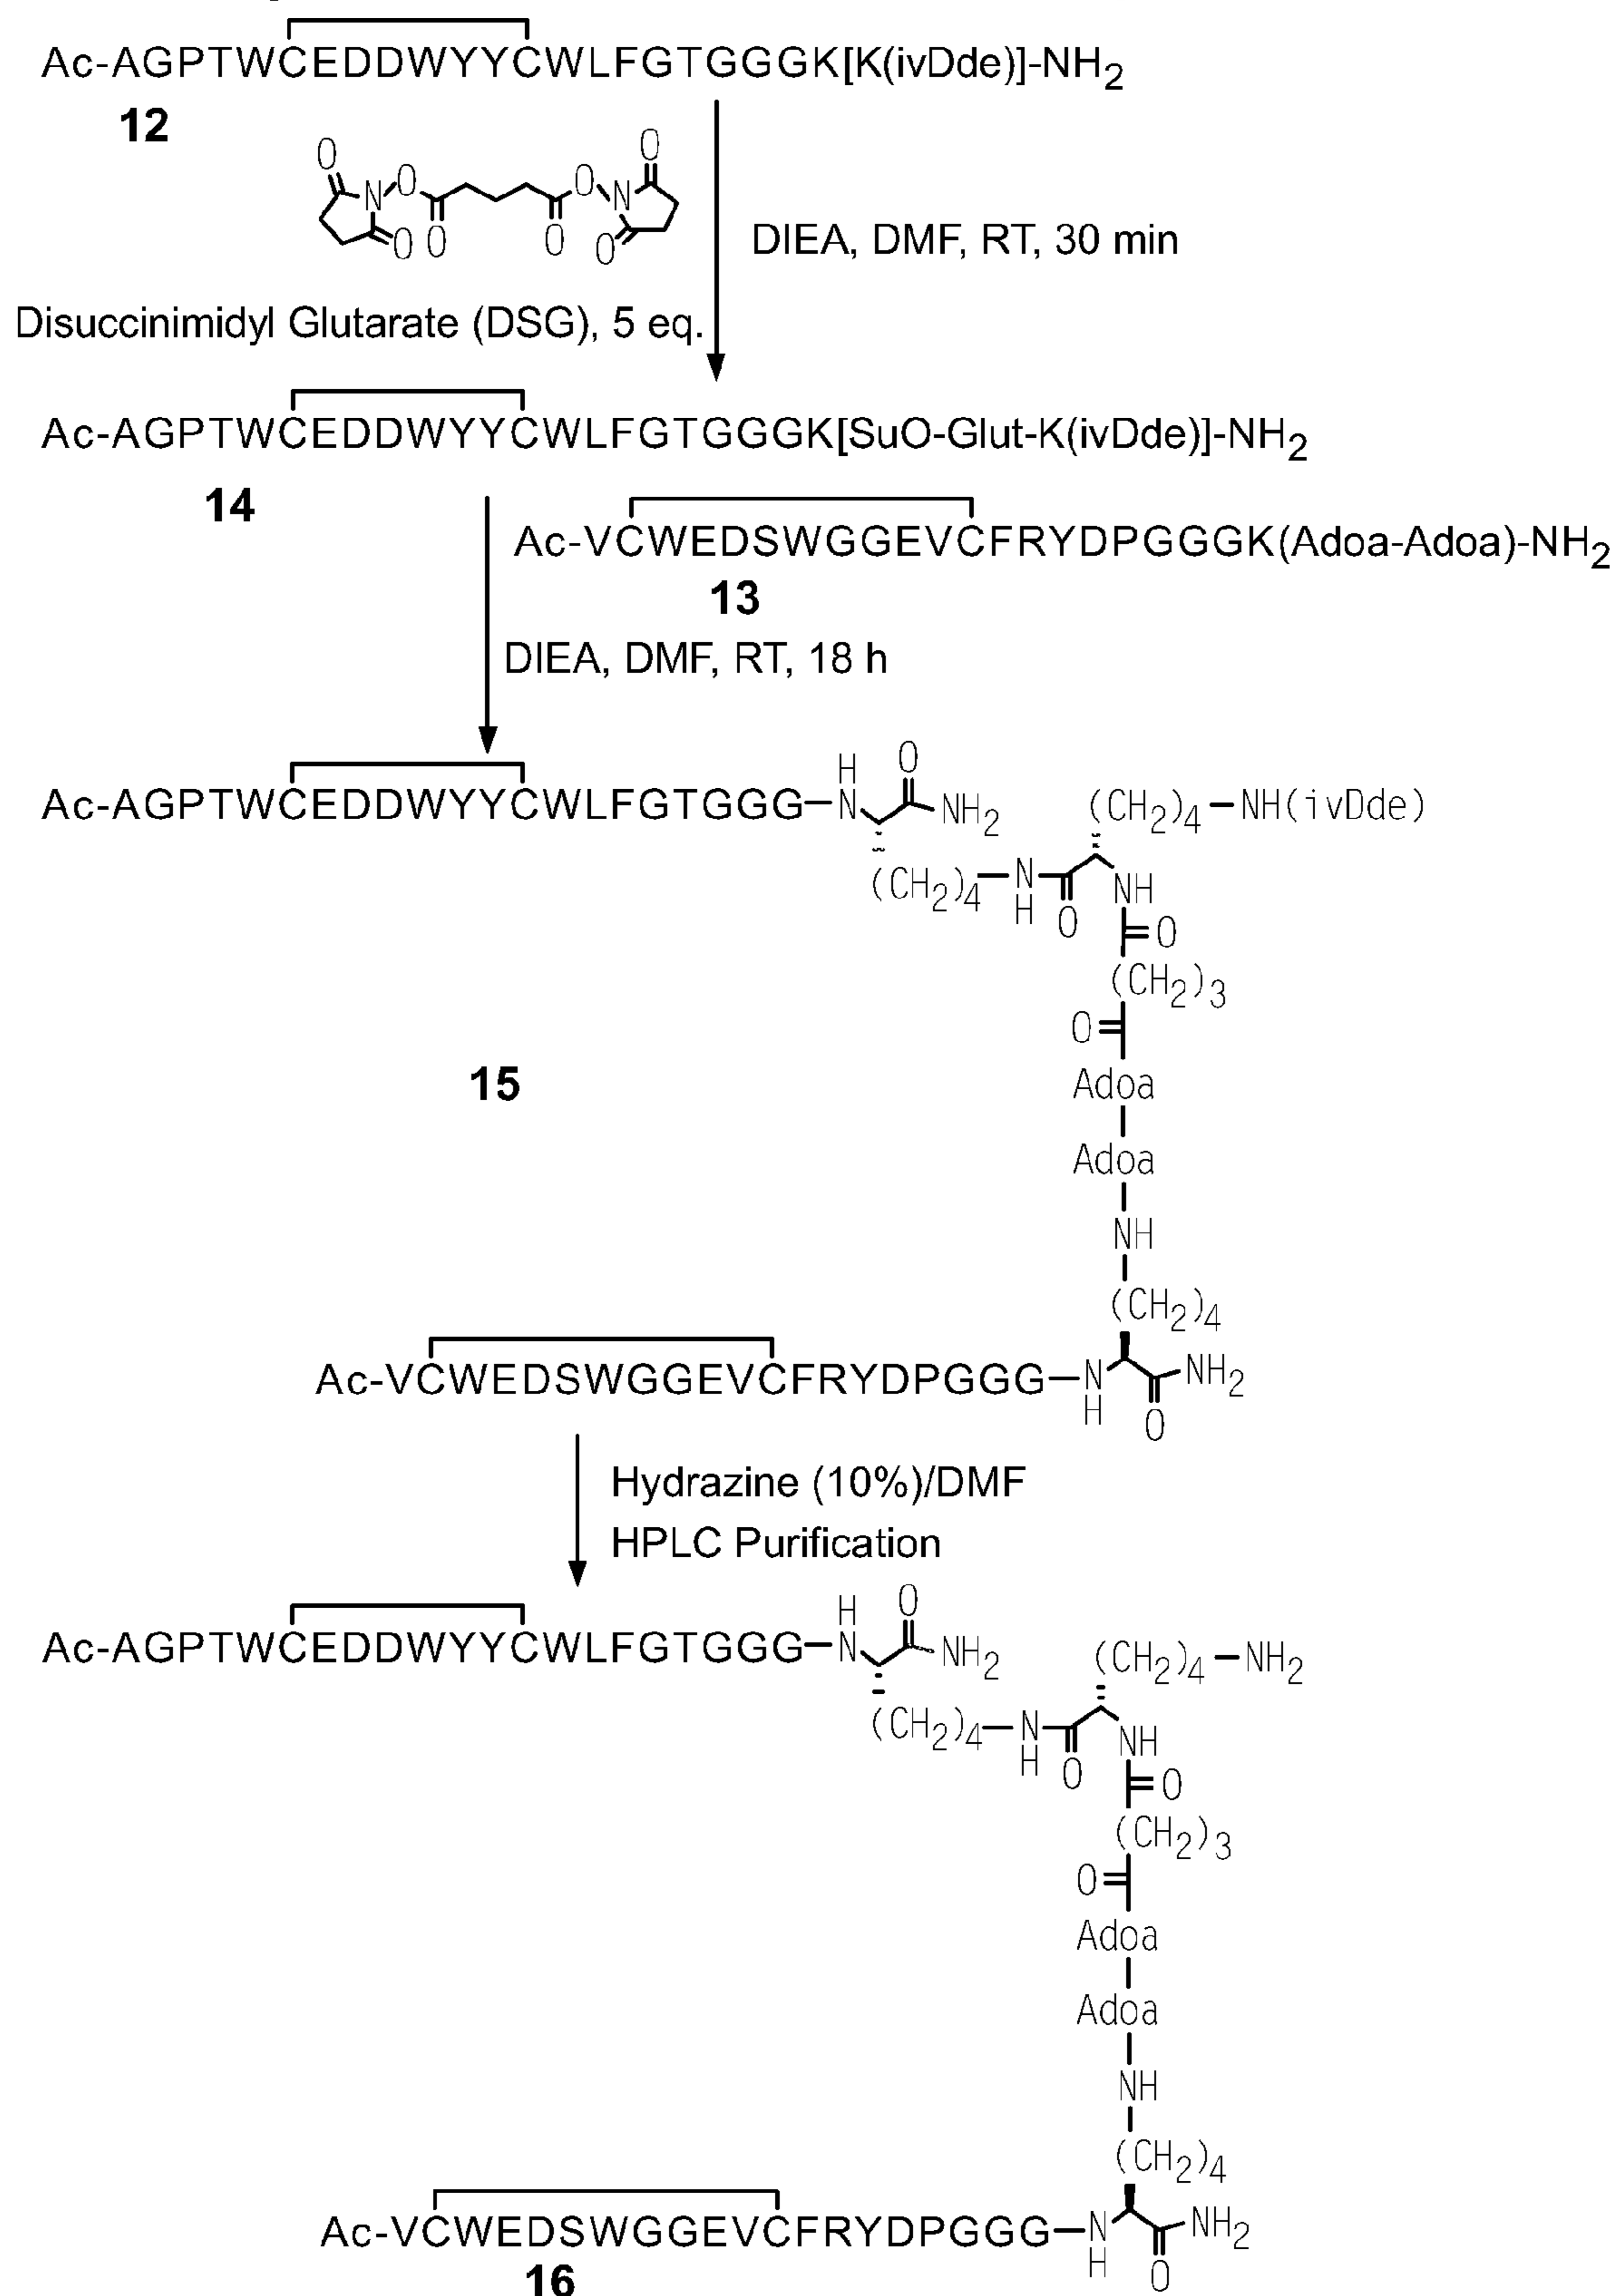 Ac-AGPTWCEDDWYYCWLFGTGGGK[K(ivDde)]-NH2
12
O
O
N
O
O
N
O
O
O
O
DIEA, DMF, RT, 30 min
Disuccinimidyl Glutarate (DSG), 5 eq.
Ac-AGPTWCEDDWYYCWLFGTGGGK[SuO-Glut-K(ivDde)]-NH2
14
Ac-VCWEDSWGGEVCFRYDPGGGK(Adoa-Adoa)-NH2
13
DIEA, DMF, RT, 18 h
H
O
Ac-AGPTWCEDDWYYCWLFGTGGG-N
NH2
(CH2)4-NH(ivDde)
(CH2)4-N
H
O
NH
=O
(CH2)3
O=
15
Adoa
Adoa
NH
(CH2)4
Ac-VCWEDSWGGEVCFRYDPGGG-N
H
NH2
O
Hydrazine (10%)/DMF
HPLC Purification
H
O
Ac-AGPTWCEDDWYYCWLFGTGGG-N
NH2
(CH2)4-NH2
(CH2)4-N
H
O
NH
=O
(CH2)3
O=
Adoa
Adoa
NH
(CH2)4
Ac-VCWEDSWGGEVCFRYDPGGG-N
H
NH2
O
16